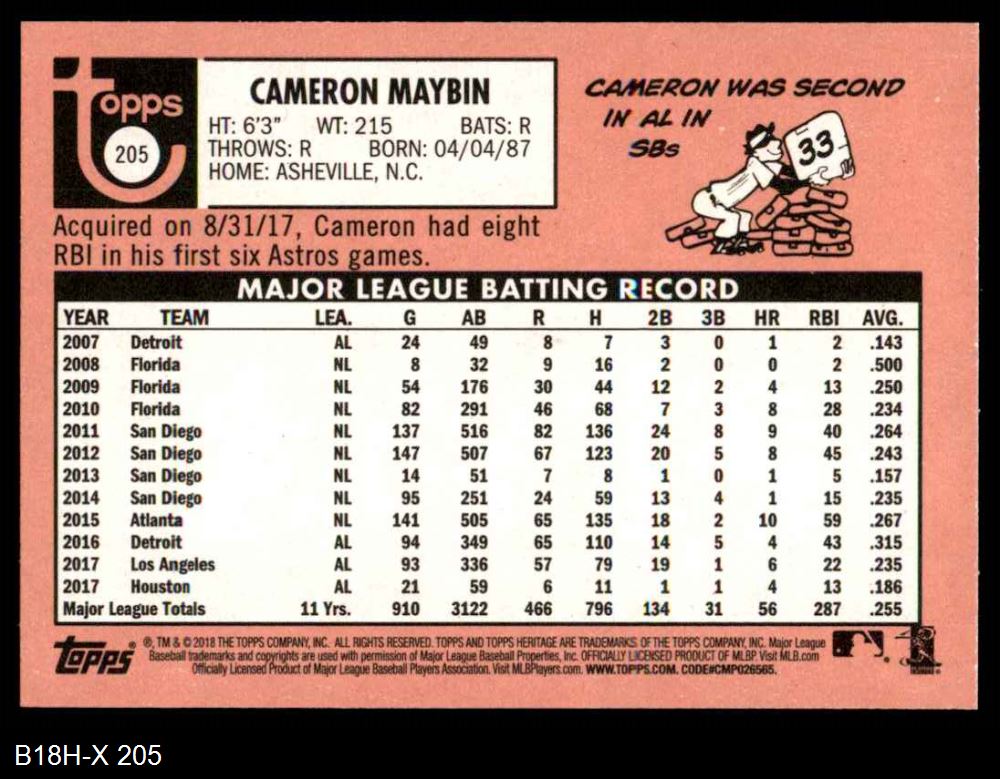 topps
205
CAMERON MAYBIN
HT: 6'3" WT: 215 BATS: R
THROWS: R BORN: 04/04/87
HOME: ASHEVILLE, N.C.
CAMERON WAS SECOND
IN AL IN
SBs
33
Acquired on 8/31/17, Cameron had eight
RBI in his first six Astros games.
MAJOR LEAGUE BATTING RECORD
YEAR TEAM LEA. G AB R H 2B 3B HR RBI AVG.
2007 Detroit AL 24 49 8 7 3 0 1 2 .143
2008 Florida NL 8 32 9 16 2 0 0 2 .500
2009 Florida NL 54 176 30 44 12 2 4 13 .250
2010 Florida NL 82 291 46 68 7 3 8 28 .234
2011 San Diego NL 137 516 82 136 24 8 9 40 .264
2012 San Diego NL 147 507 67 123 20 5 8 45 .243
2013 San Diego NL 14 51 7 8 1 0 1 5 .157
2014 San Diego NL 95 251 24 59 13 4 1 15 .235
2015 Atlanta NL 141 505 65 135 18 2 10 59 .267
2016 Detroit AL 94 349 65 110 14 5 4 43 .315
2017 Los Angeles AL 93 336 57 79 19 1 6 22 .235
2017 Houston AL 21 59 6 11 1 1 4 13 .186
Major League Totals 11 Yrs. 910 3122 466 796 134 31 56 287 .255
topps
®, TM & © 2018 THE TOPPS COMPANY, INC. ALL RIGHTS RESERVED. TOPPS AND TOPPS HERITAGE ARE TRADEMARKS OF THE TOPPS COMPANY, INC. Major League
Baseball trademarks and copyrights are used with permission of Major League Baseball Properties, Inc. OFFICIALLY LICENSED PRODUCT OF MLBP. Visit MLB.com
Officially Licensed Product of Major League Baseball Players Association. Visit MLBPlayers.com. WWW.TOPPS.COM. CODE#CMP026565.
B18H-X 205